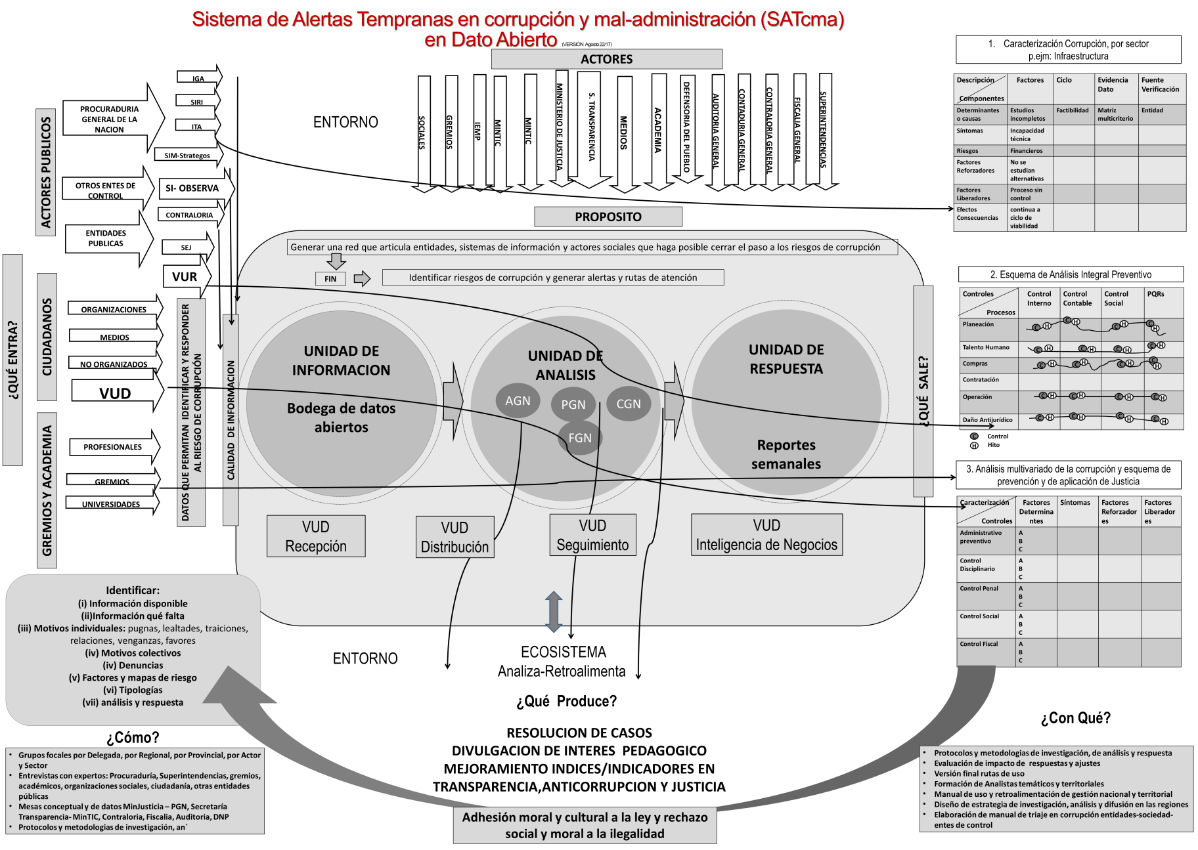 Sistema de Alertas Tempranas en corrupción y mal-administración (SATcma)
en Dato Abierto (VERSIÓN: Agosto 22/17)
ACTORES
SOCIALES
GREMIOS
IEMP
MINTIC
MINTIC
MINISTERIO DE JUSTICIA
S. TRANSPARENCIA
MEDIOS
ACADEMIA
DEFENSORIA DE PUEBLO
AUDITORIA GENERAL
CONTADURIA GENERAL
CONTRALORIA GENERAL
FISCALIA GENERAL
SUPERINTENDENCIAS
ENTORNO
¿QUÉ ENTRA?
ACTORES PUBLICOS
PROCURADURIA
GENERAL DE LA
NACION
IGA
SIRI
ITA
SIM-Strategos
OTROS ENTES DE
CONTROL
SI- OBSERVA
CONTRALORIA
ENTIDADES
PUBLICAS
SEJ
VUR
CIUDADANOS
ORGANIZACIONES
MEDIOS
NO ORGANIZADOS
VUD
GREMIOS Y ACADEMIA
PROFESIONALES
GREMIOS
UNIVERSIDADES
DATOS QUE PERMITAN IDENTIFICAR Y RESPONDER
AL RIESGO DE CORRUPCIÓN
CALIDAD DE INFORMACION
PROPOSITO
Generar una red que articula entidades, sistemas de información y actores sociales que haga posible cerrar el paso a los riesgos de corrupción
FIN
Identificar riesgos de corrupción y generar alertas y rutas de atención
UNIDAD DE
INFORMACION
Bodega de datos
abiertos
UNIDAD DE
ANALISIS
AGN
PGN
CGN
FGN
UNIDAD DE
RESPUESTA
Reportes
semanales
¿QUÉ SALE?
VUD
Recepción
VUD
Distribución
VUD
Seguimiento
VUD
Inteligencia de Negocios
ENTORNO
ECOSISTEMA
Analiza-Retroalimenta
¿Qué Produce?
RESOLUCION DE CASOS
DIVULGACION DE INTERES PEDAGOGICO
MEJORAMIENTO INDICES/INDICADORES EN
TRANSPARENCIA,ANTICORRUPCION Y JUSTICIA
Adhesión moral y cultural a la ley y rechazo
social y moral a la ilegalidad
Identificar:
(i) Información disponible
(ii)Información qué falta
(iii) Motivos individuales: pugnas, lealtades, traiciones,
relaciones, venganzas, favores
(iv) Motivos colectivos
(iv) Denuncias
(v) Factores y mapas de riesgo
(vi) Tipologías
(vii) análisis y respuesta
¿Cómo?
• Grupos focales por Delegada, por Regional, por Provincial, por Actor
y Sector
• Entrevistas con expertos: Procuraduría, Superintendencias, gremios,
académicos, organizaciones sociales, ciudadanía, otras entidades
públicas
• Mesas conceptual y de datos MinJusticia – PGN, Secretaría
Transparencia- MinTIC, Contraloria, Fiscalia, Auditoria, DNP
• Protocolos y metodologías de investigación, an
1. Caracterización Corrupción, por sector
p.ejm: Infraestructura
Descripción Factores Ciclo Evidencia Fuente
Dato Verificación
Componentes
Determinantes Estudios Factibilidad Matriz Entidad
o causas incompletos multicriterio
Síntomas Incapacidad
técnica
Riesgos Financieros
Factores No se
Reforzadores estudian
alternativas
Factores Proceso sin
Liberadores control
Efectos continua a
Consecuencias ciclo de
viabilidad
2. Esquema de Análisis Integral Preventivo
Controles Control Control Control PQRs
Interno Contable Social
Procesos
Planeación C H C H C H C H
Talento Humano C H C H C H C H
Compras C H C H C H C H
Contratación
Operación C H C H C H C H
Daño Antijurídico C H C H C H C H
C Control
H Hito
3. Análisis multivariado de la corrupción y esquema de
prevención y de aplicación de Justicia
Caracterización Factores Síntomas Factores Factores
Determina Reforzador Liberador
Controles ntes es es
Administrativo A
preventivo B
C
Control A
Disciplinario B
C
Control Penal A
B
C
Control Social A
B
C
Control Fiscal A
B
C
¿Con Qué?
• Protocolos y metodologías de investigación, de análisis y respuesta
• Evaluación de impacto de respuestas y ajustes
• Versión final rutas de uso
• Formación de Analistas temáticos y territoriales
• Manual de uso y retroalimentación de gestión nacional y territorial
• Diseño de estrategia de investigación, análisis y difusión en las regiones
• Elaboración de manual de triaje en corrupción entidades-sociedad-
entes de control